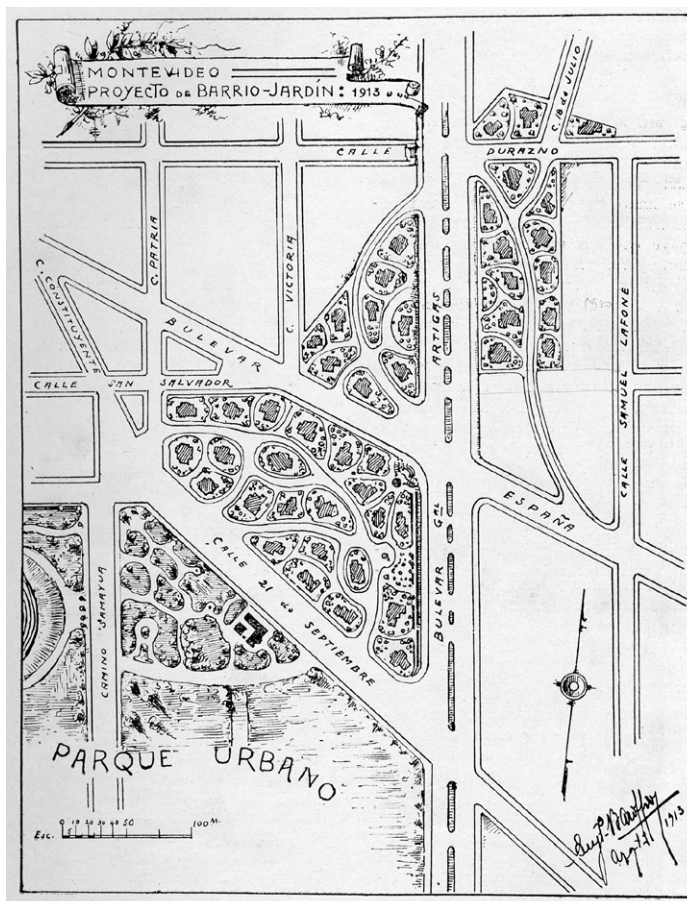 MONTEVIDEO
PROYECTO DE BARRIO-JARDÍN: 1913
C. 18 de JULIO
CALLE DURAZNO
C. PATRIA
C. VICTORIA
C. CONSTITUYENTE
BULEVAR ESPAÑA
BULEVAR GRAL ARTIGAS
CALLE SAMUEL LAFONE
CALLE SAN SALVADOR
CALLE 21 de SEPTIEMBRE
CAMINO
PARQUE URBANO
Esc. 0 5 10 20 30 40 50 100 M.
1913